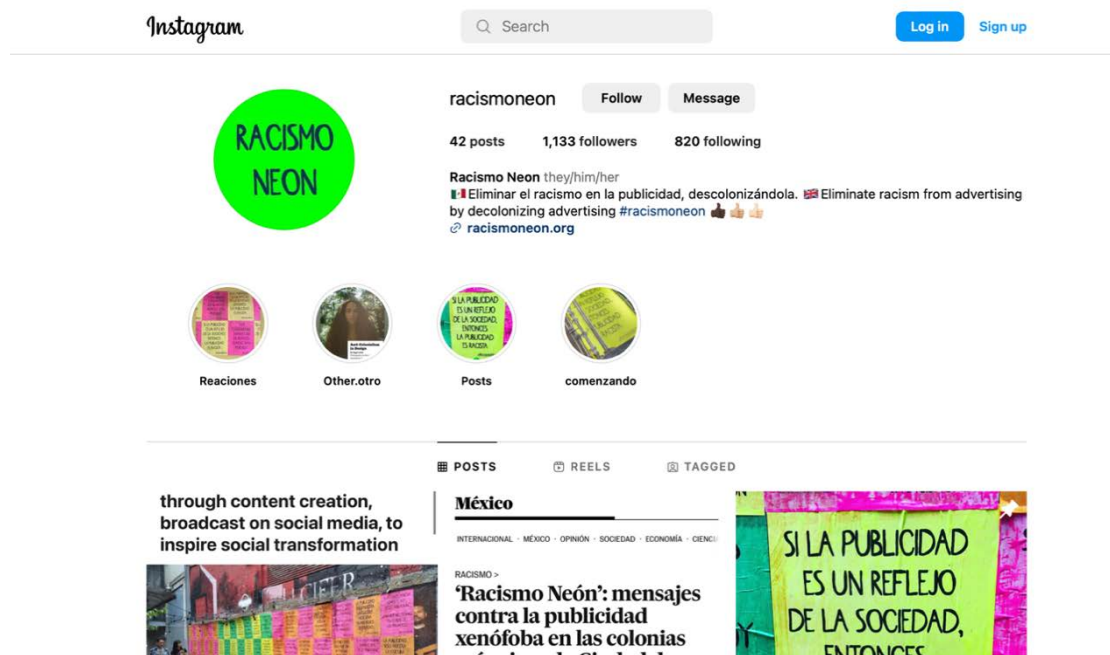 Instagram
Search
Log in
Sign up
RACISMO
NEON
racismoneon
Follow
Message
42 posts
1,133 followers
820 following
Racismo Neon they/him/her
🇲🇽Eliminar el racismo en la publicidad, descolonizándola. 🇬🇧Eliminate racism from advertising
by decolonizing advertising #racismoneon 👍🏿👍🏼👍🏻
racismoneon.org
SI LA PUBLICIDAD
ES UN REFLEJO
DE LA SOCIEDAD,
ENTONCES
LA PUBLICIDAD
ES RACISTA
Reaciones
Other.otro
Posts
comenzando
POSTS
REELS
TAGGED
through content creation,
broadcast on social media, to
inspire social transformation
México
INTERNACIONAL · MÉXICO · OPINIÓN · SOCIEDAD · ECONOMÍA · CIENCI
RACISMO >
‘Racismo Neón’: mensajes
contra la publicidad
xenófoba en las colonias
SI LA PUBLICIDAD
ES UN REFLEJO
DE LA SOCIEDAD,
ENTONCES